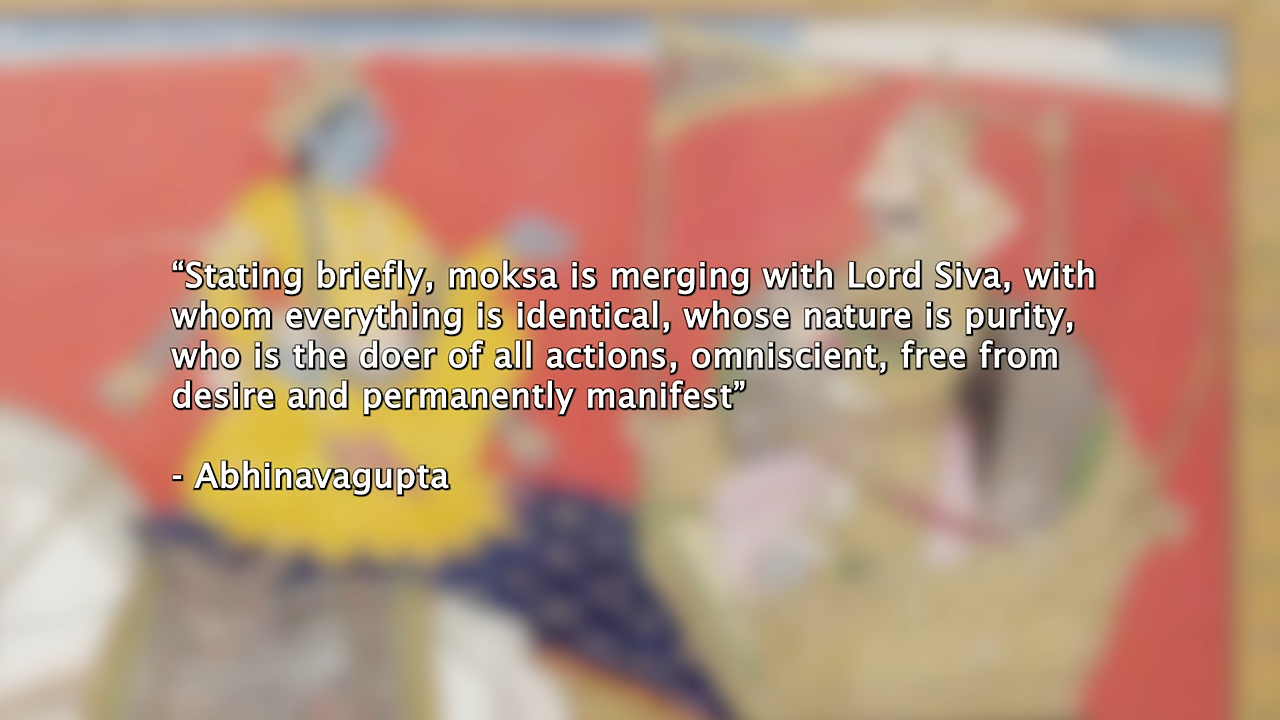 “Stating briefly, moksa is merging with Lord Siva, with
whom everything is identical, whose nature is purity,
who is the doer of all actions, omniscient, free from
desire and permanently manifest”
- Abhinavagupta